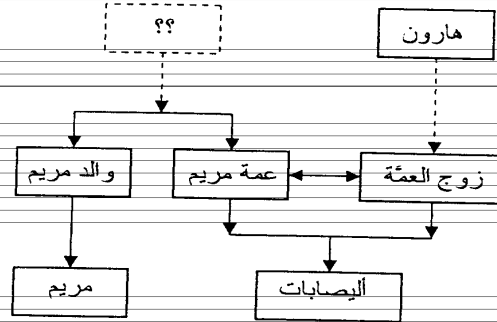 هارون
؟؟
زوج العمَّة
عمة مريم
والد مريم
أليصابات
مريم